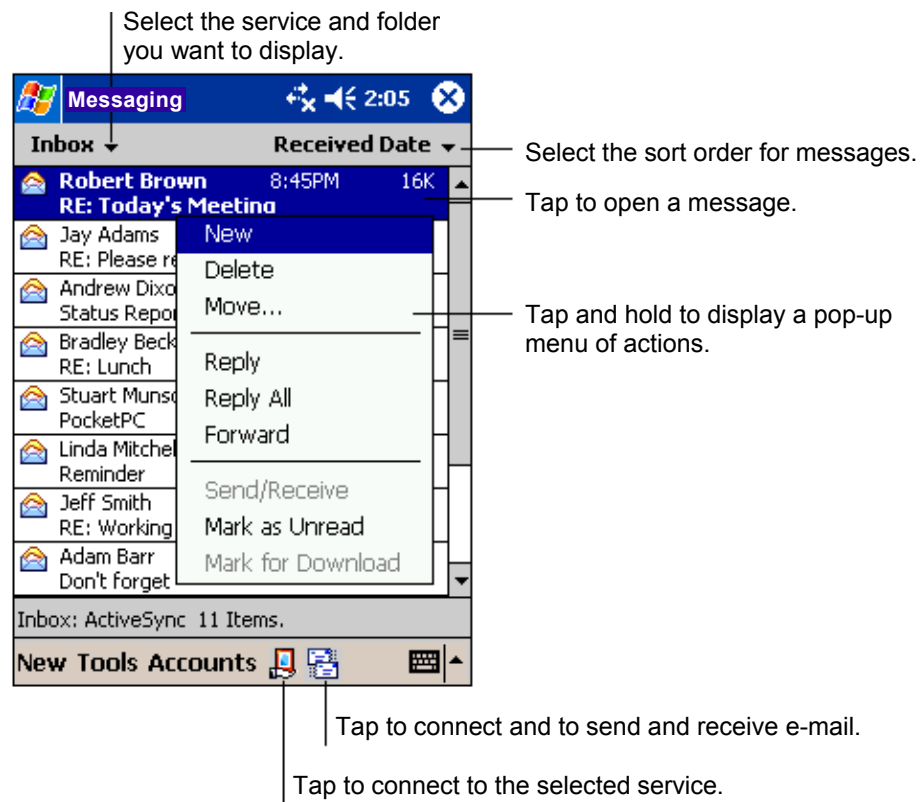 Select the service and folder
you want to display.
Messaging 2:05
Inbox Received Date
Select the sort order for messages.
Robert Brown 8:45PM 16K
RE: Today's Meeting
Tap to open a message.
Jay Adams
RE: Please re
Andrew Dixo
Status Repo
Bradley Beck
RE: Lunch
Stuart Munso
PocketPC
Linda Mitchel
Reminder
Jeff Smith
RE: Working
Adam Barr
Don't forget
New
Delete
Move...
Reply
Reply All
Forward
Send/Receive
Mark as Unread
Mark for Download
Tap and hold to display a pop-up
menu of actions.
Inbox: ActiveSync 11 Items.
New Tools Accounts
Tap to connect and to send and receive e-mail.
Tap to connect to the selected service.